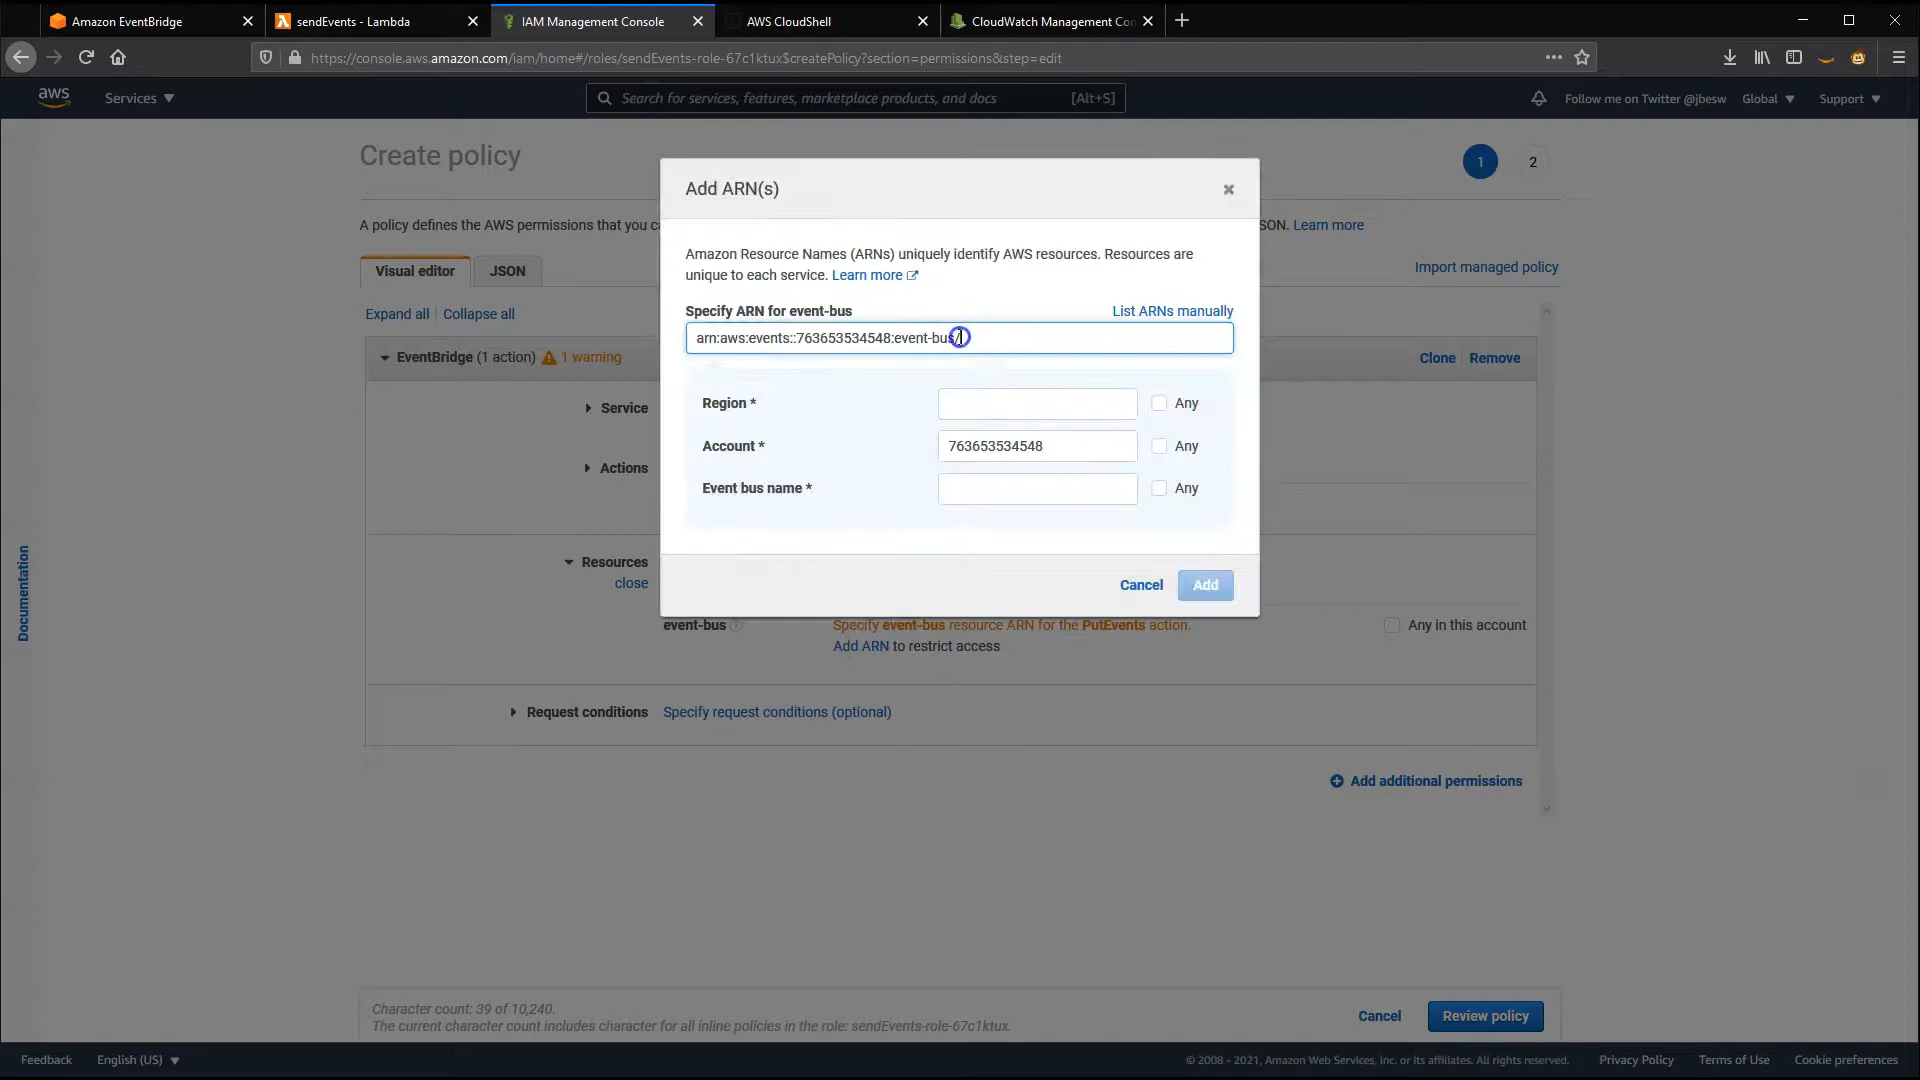 Amazon EventBridge
sendEvents - Lambda
IAM Management Console
AWS CloudShell
CloudWatch Management Con
https://console.aws.amazon.com/iam/home#/roles/sendEvents-role-67c1ktux$createPolicy?section=permissions&step=edit
aws
Services
Search for services, features, marketplace products, and docs
[Alt+S]
Follow me on Twitter @jbesw
Global
Support
Create policy
1
2
Add ARN(s)
A policy defines the AWS permissions that you ca
SON. Learn more
Amazon Resource Names (ARNs) uniquely identify AWS resources. Resources are
unique to each service. Learn more
Visual editor
JSON
Import managed policy
Expand all
Collapse all
Specify ARN for event-bus
List ARNs manually
arn:aws:events::763653534548:event-bus/
EventBridge (1 action)
1 warning
Clone
Remove
Service
Actions
Region *
Any
Account *
763653534548
Any
Event bus name *
Any
Resources
close
Cancel
Add
event-bus
Specify event-bus resource ARN for the PutEvents action.
Add ARN to restrict access
Any in this account
Request conditions
Specify request conditions (optional)
Add additional permissions
Documentation
Character count: 39 of 10,240.
The current character count includes character for all inline policies in the role: sendEvents-role-67c1ktux.
Cancel
Review policy
Feedback
English (US)
© 2008 - 2021, Amazon Web Services, Inc. or its affiliates. All rights reserved.
Privacy Policy
Terms of Use
Cookie preferences